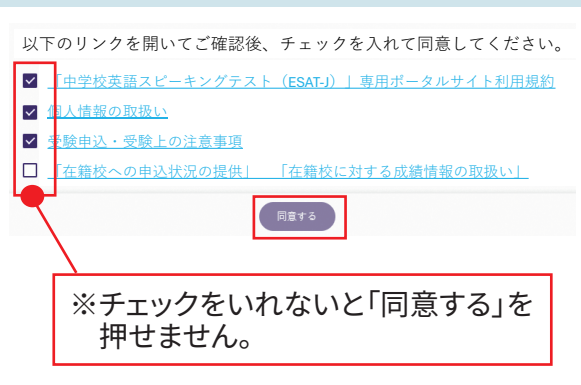 以下のリンクを開いてご確認後、チェックを入れて同意してください。
「中学校英語スピーキングテスト（ESAT-J）」専用ポータルサイト利用規約
個人情報の取扱い
受験申込・受験上の注意事項
「在籍校への申込状況の提供」　「在籍校に対する成績情報の取扱い」
同意する
※チェックをいれないと「同意する」を
押せません。